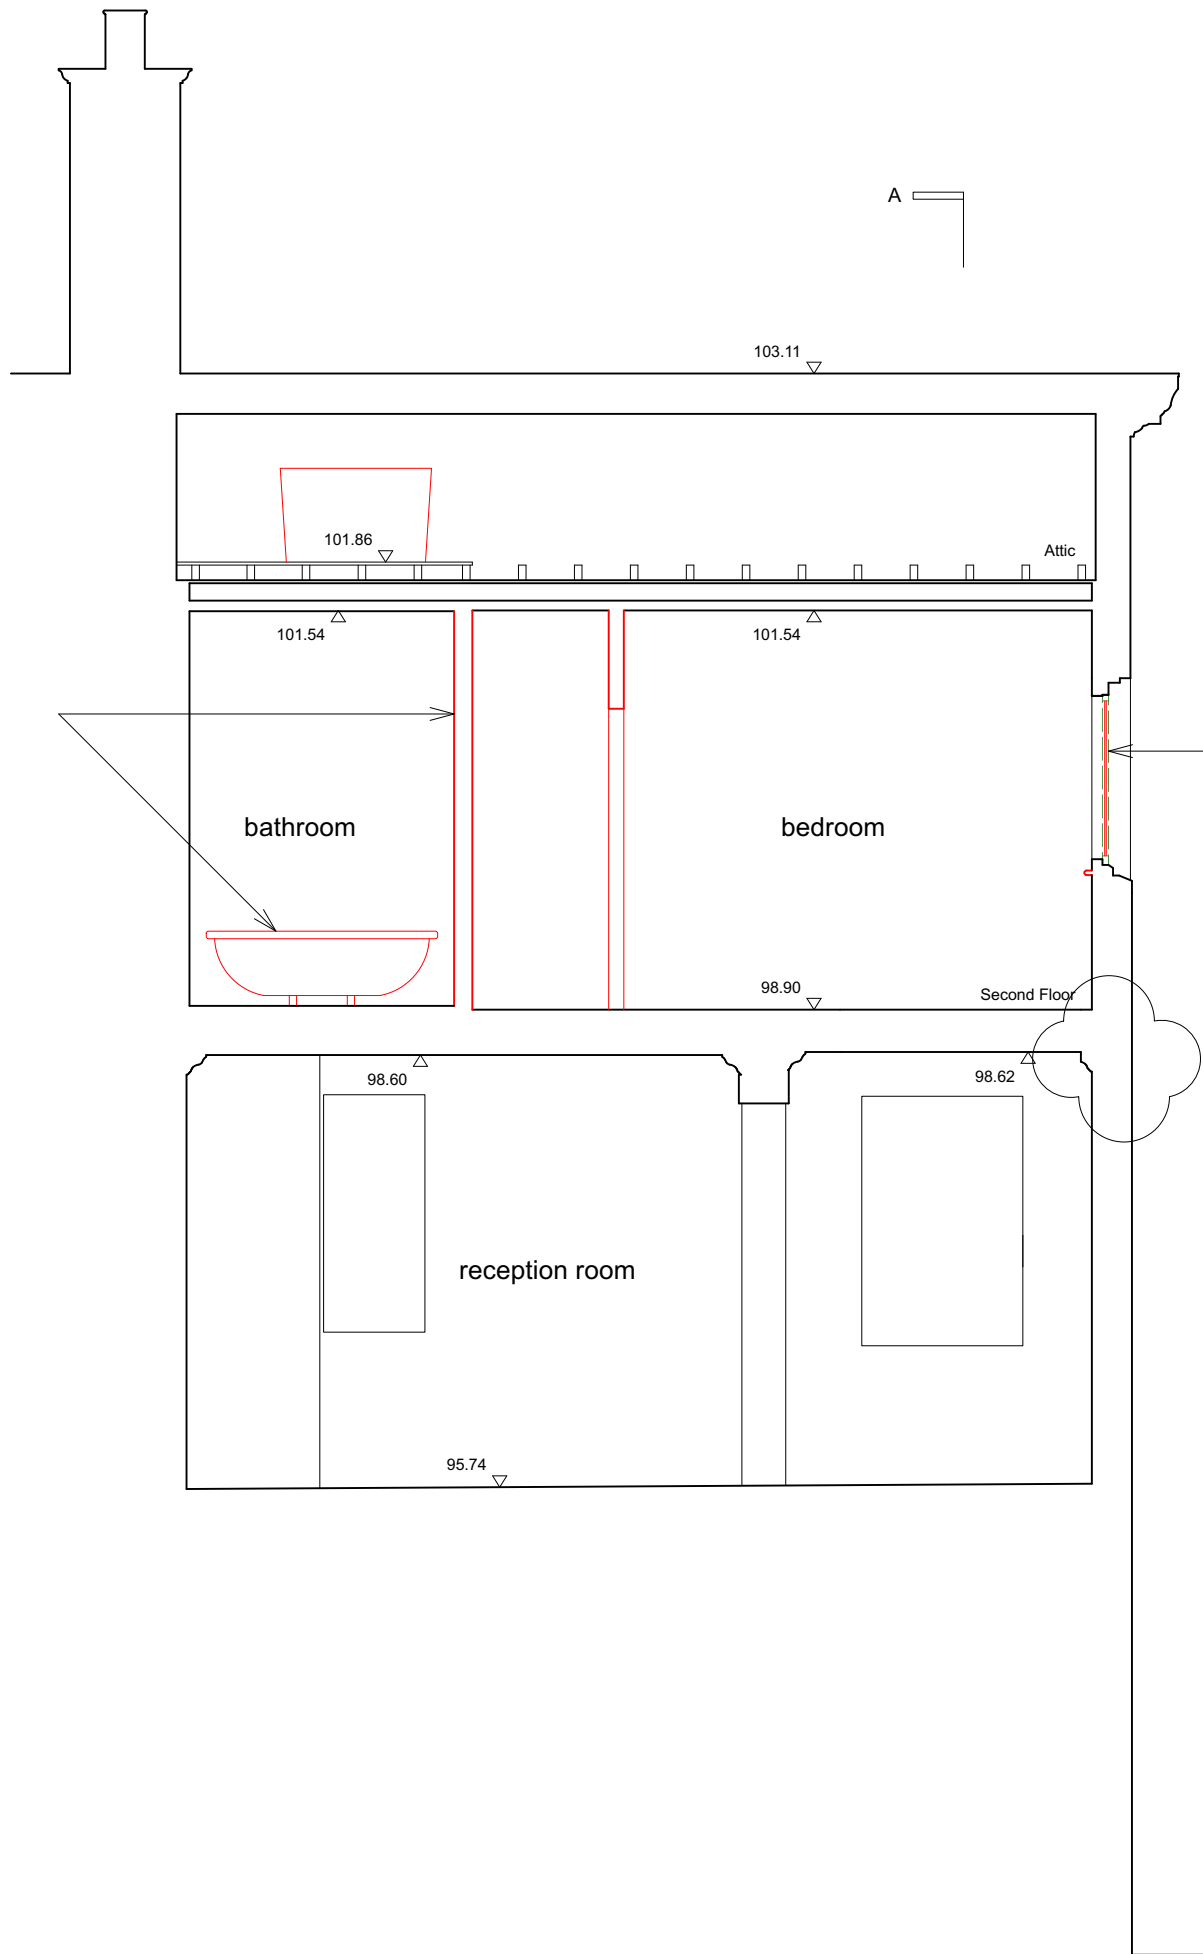 A
103.11
101.86
Attic
101.54
101.54
bathroom
bedroom
98.90
Second Floor
98.60
98.62
reception room
95.74